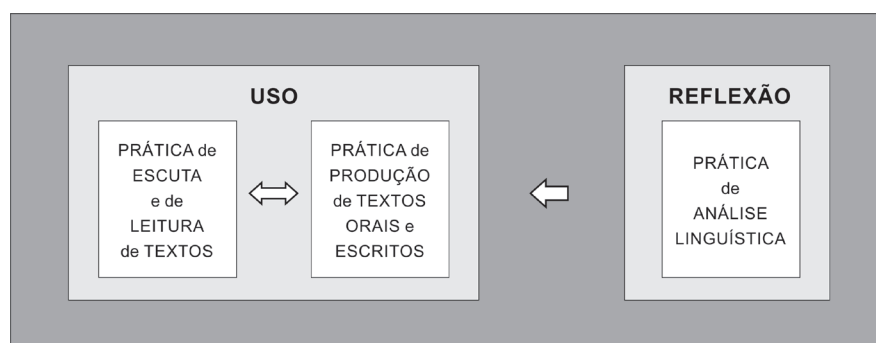 USO
PRÁTICA de
ESCUTA
e de
LEITURA
de TEXTOS
PRÁTICA de
PRODUÇÃO
de TEXTOS
ORAIS e
ESCRITOS
REFLEXÃO
PRÁTICA
de
ANÁLISE
LINGUÍSTICA